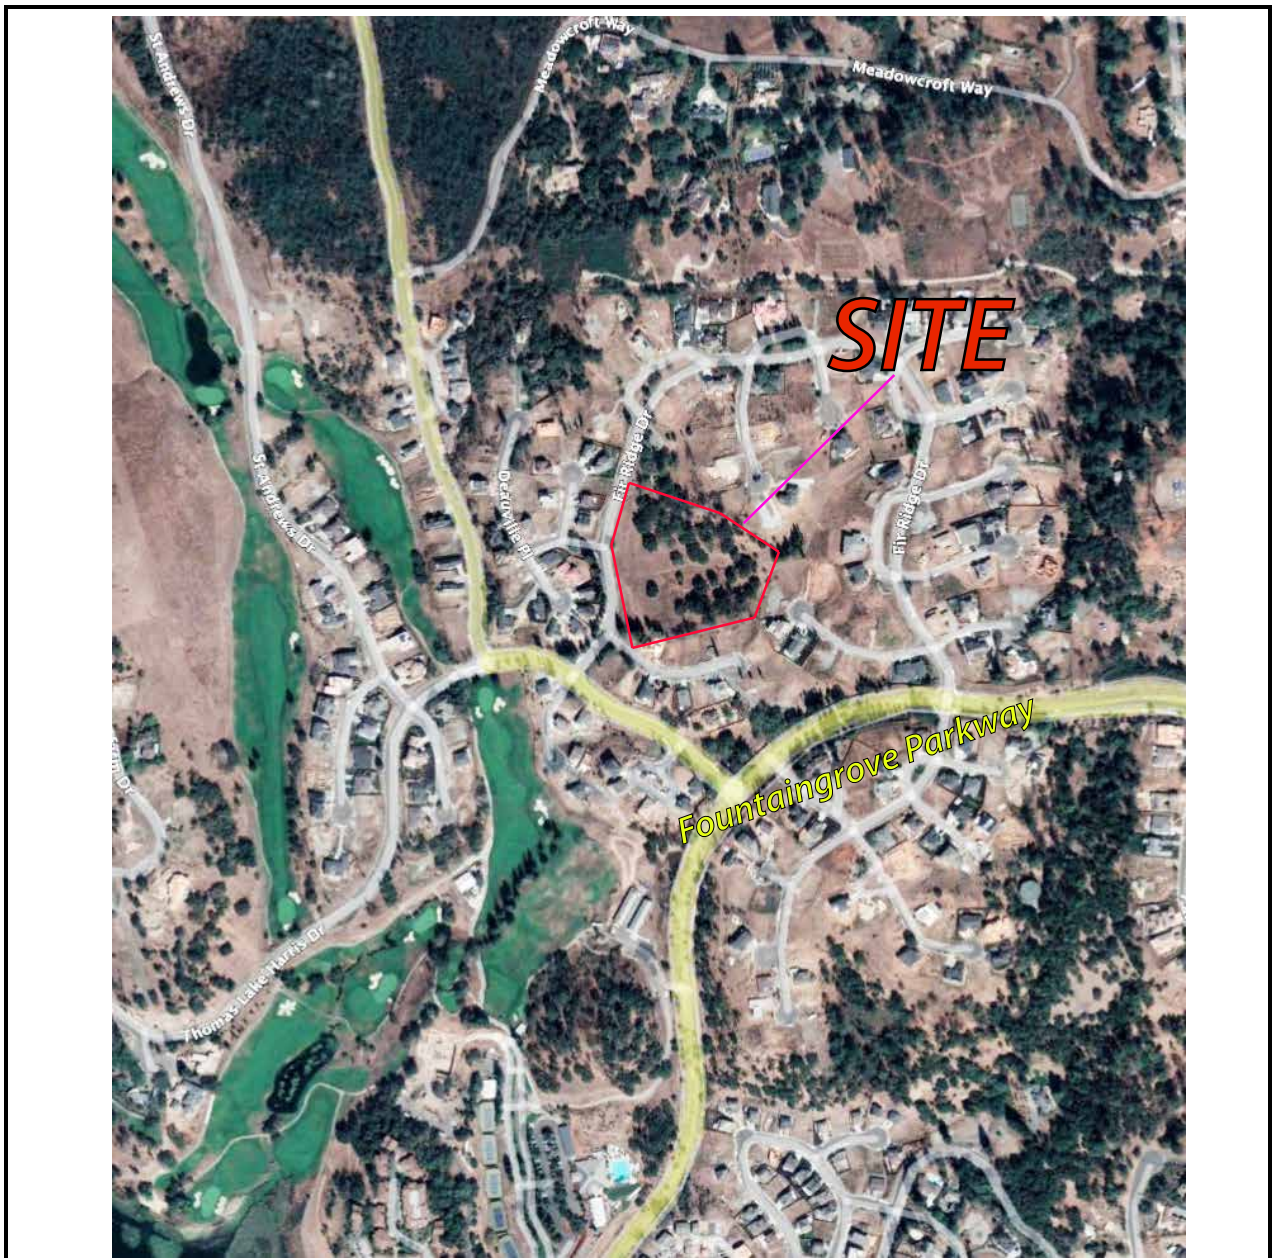 St Andrews Dr
Meadowcroft Way
Meadowcroft Way
SITE
Fir Ridge Dr
St Andrews Dr
Deauville Pl
Fir Ridge Dr
Fountaingrove Parkway
Dr
Thomas Lake Harris Dr